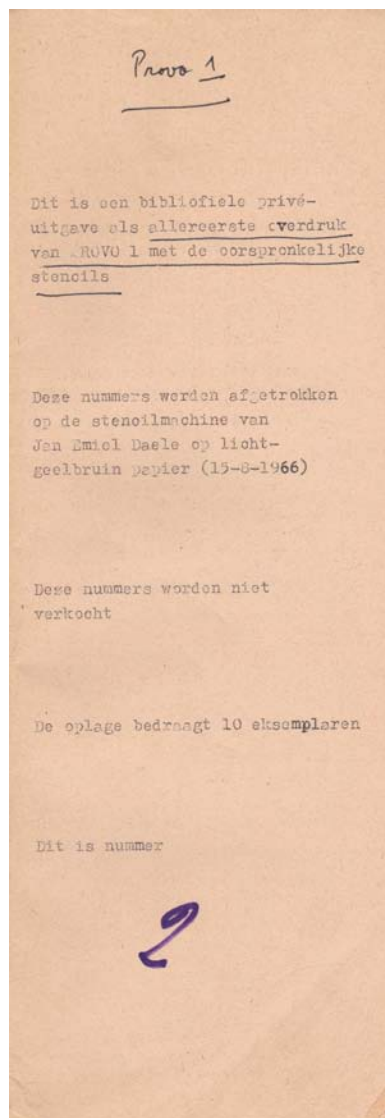 Provo 1
Dit is een bibliofiele privé-
uitgave als allereerste overdruk
van PROVO 1 met de oorspronkelijke
stencils
Deze nummers werden afgetrokken
op de stencilmachine van
Jan Emiel Daele op licht-
geelbruin papier (15-8-1966)
Deze nummers worden niet
verkocht
De oplage bedraagt 10 eksemplaren
Dit is nummer
2